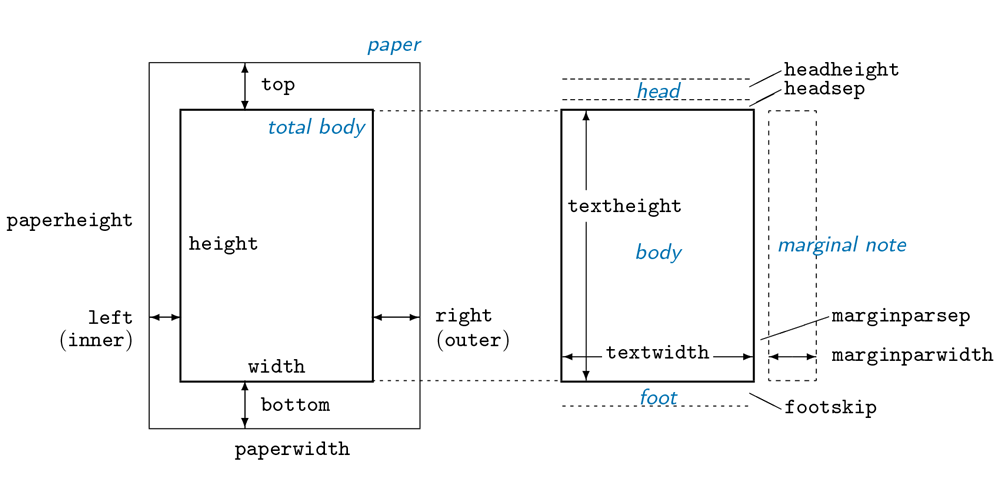 paper
top
total body
paperheight
height
left
(inner)
right
(outer)
width
bottom
paperwidth
headheight
head
headsep
textheight
body
marginal note
marginparsep
textwidth
marginparwidth
foot
footskip